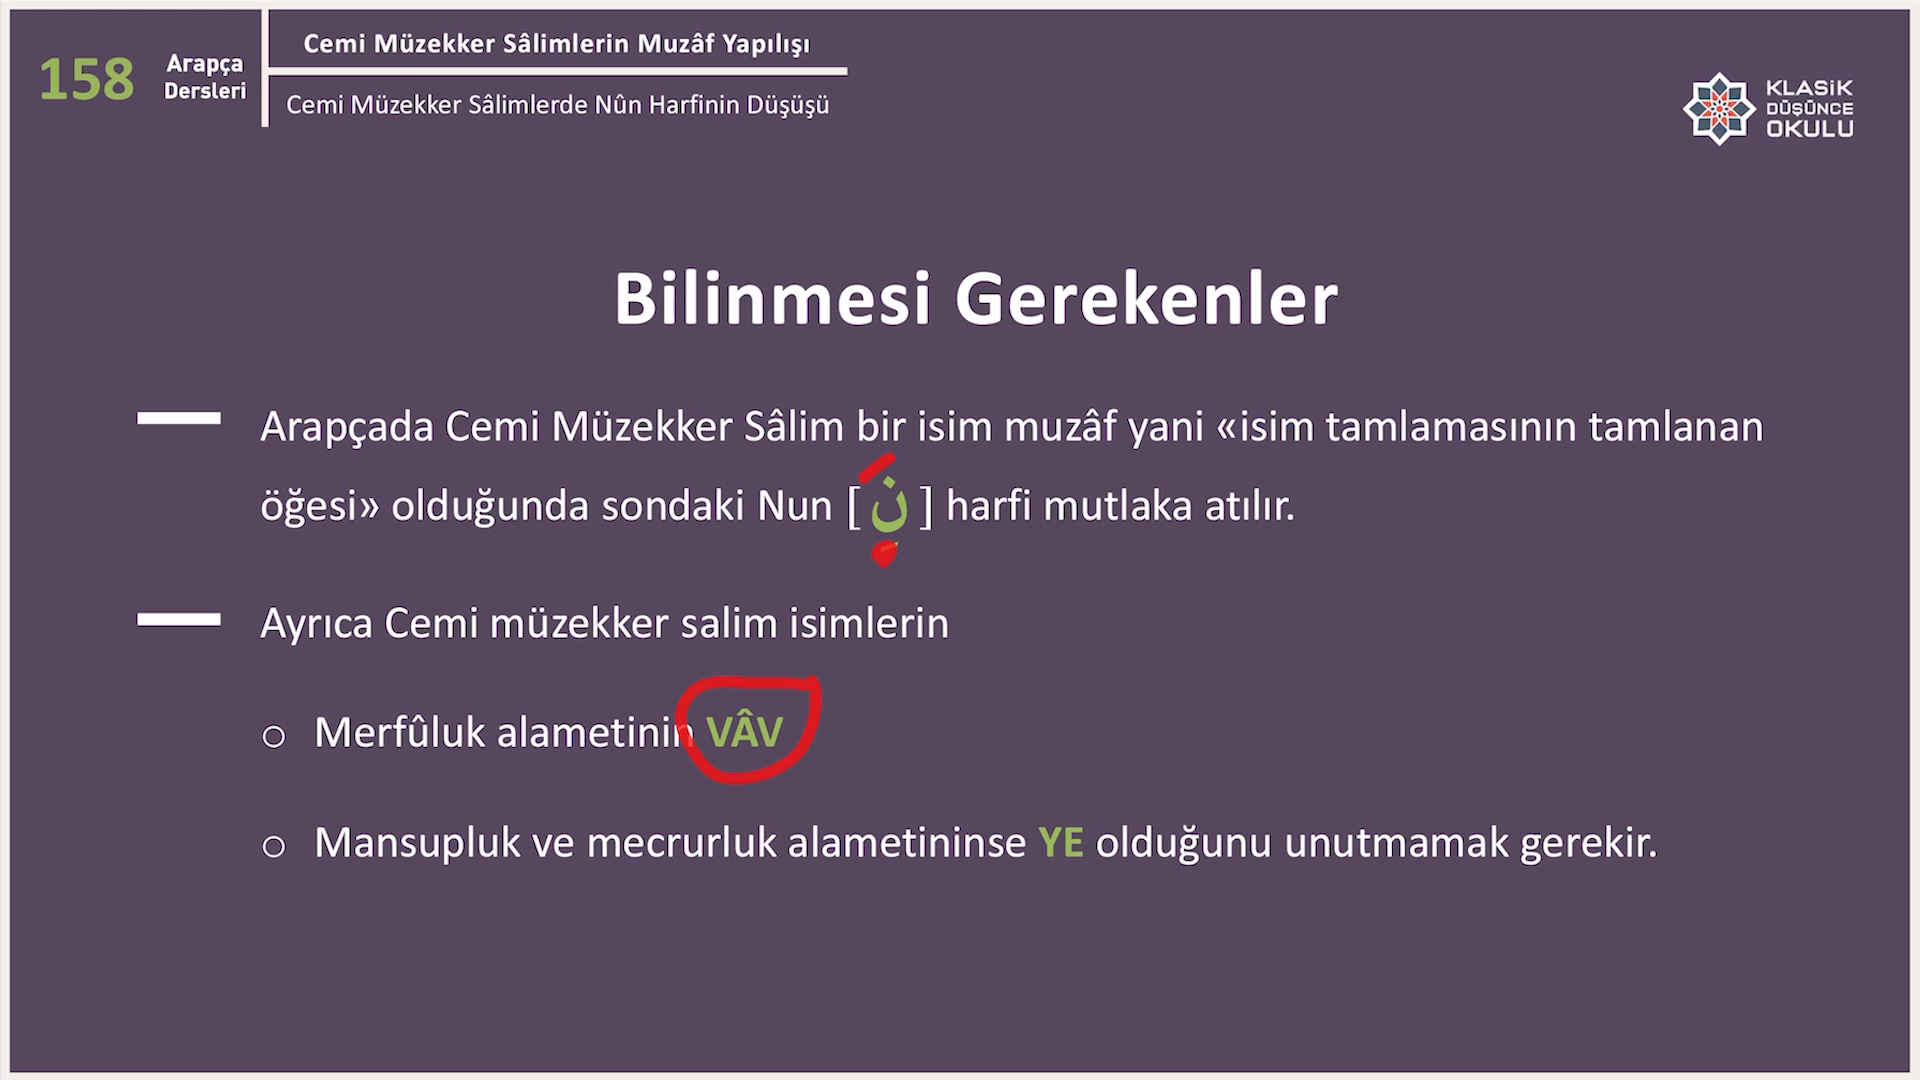 158
Arapça
Dersleri
Cemi Müzekker Sâlimlerin Muzâf Yapılışı
Cemi Müzekker Sâlimlerde Nûn Harfinin Düşüşü
KLASİK
DÜŞÜNCE
OKULU
Bilinmesi Gerekenler
Arapçada Cemi Müzekker Sâlim bir isim muzâf yani «isim tamlamasının tamlanan
öğesi» olduğunda sondaki Nun [ ن ] harfi mutlaka atılır.
Ayrıca Cemi müzekker salim isimlerin
o Merfûluk alametinin VÂV
o Mansupluk ve mecrurluk alametininse YE olduğunu unutmamak gerekir.